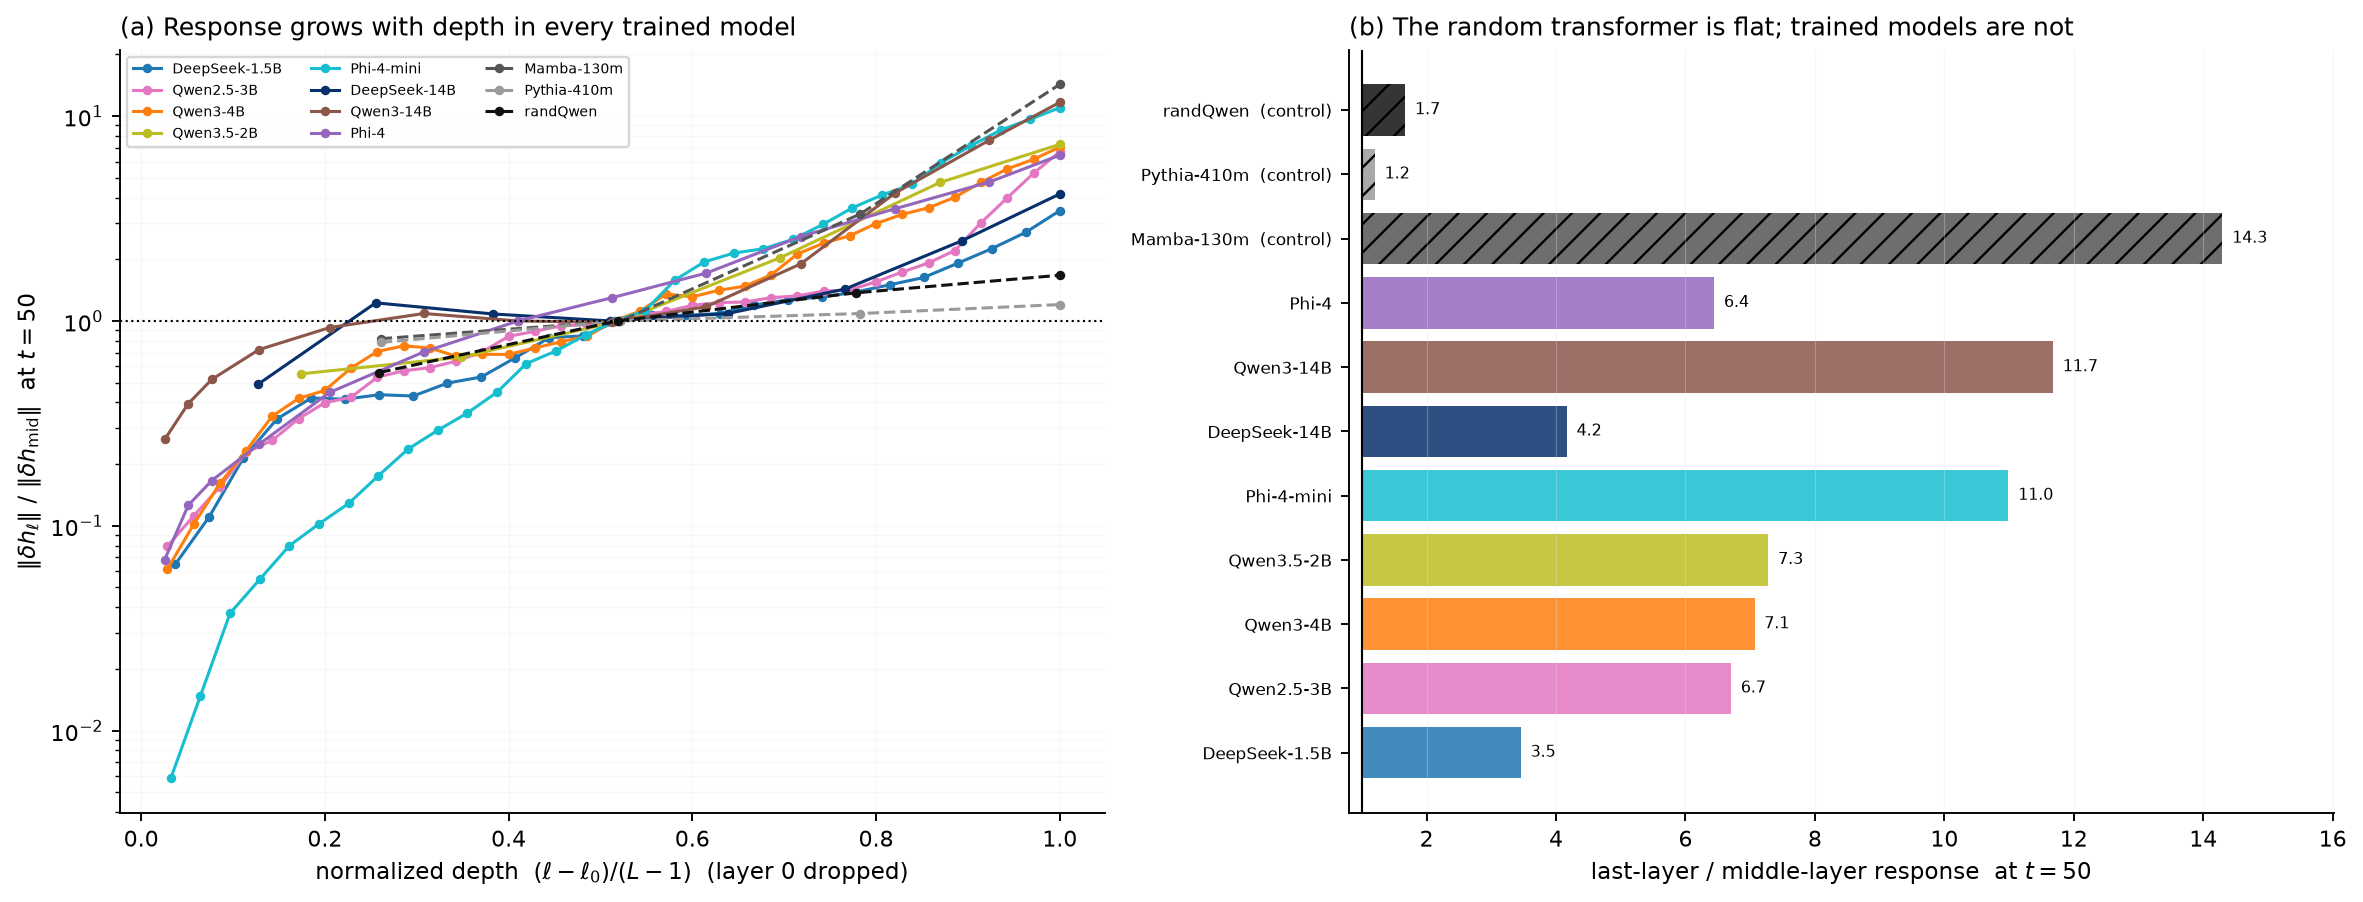 (a) Response grows with depth in every trained model
DeepSeek-1.5B
Qwen2.5-3B
Qwen3-4B
Qwen3.5-2B
Phi-4-mini
DeepSeek-14B
Qwen3-14B
Phi-4
Mamba-130m
Pythia-410m
randQwen
10¹
10⁰
10⁻¹
10⁻²
‖δh_ℓ‖ / ‖δh_mid‖ at t = 50
0.0 0.2 0.4 0.6 0.8 1.0
normalized depth (ℓ − ℓ₀)/(L − 1) (layer 0 dropped)
(b) The random transformer is flat; trained models are not
randQwen (control) 1.7
Pythia-410m (control) 1.2
Mamba-130m (control) 14.3
Phi-4 6.4
Qwen3-14B 11.7
DeepSeek-14B 4.2
Phi-4-mini 11.0
Qwen3.5-2B 7.3
Qwen3-4B 7.1
Qwen2.5-3B 6.7
DeepSeek-1.5B 3.5
2 4 6 8 10 12 14 16
last-layer / middle-layer response at t = 50